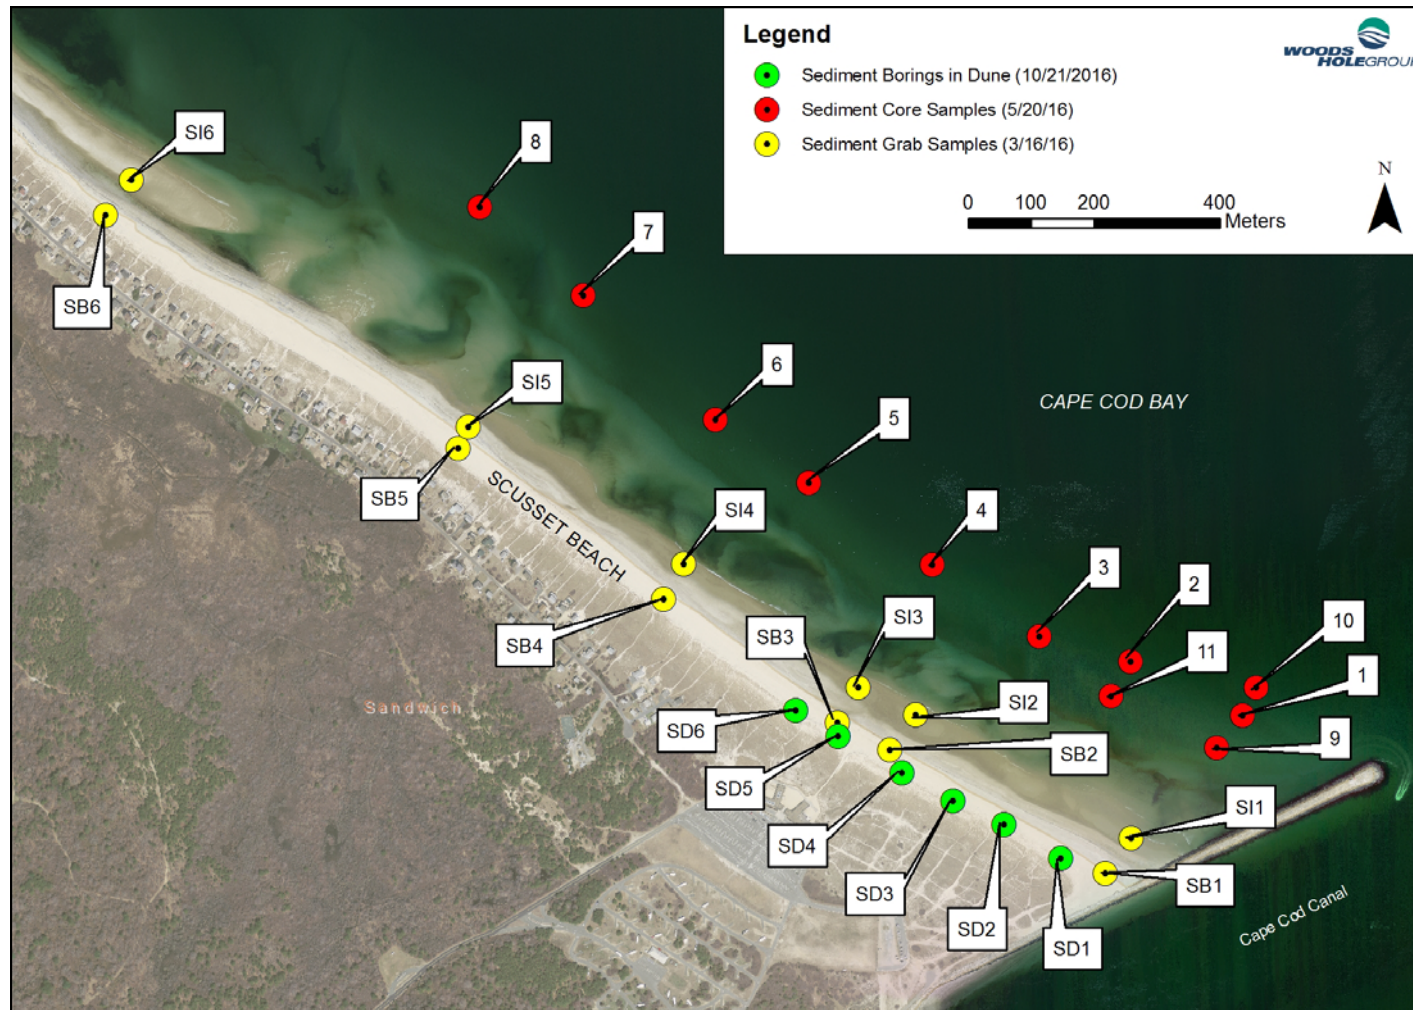 Legend
Sediment Borings in Dune (10/21/2016)
Sediment Core Samples (5/20/16)
Sediment Grab Samples (3/16/16)
WOODS
HOLEGROUP
N
0 100 200 400
Meters
SI6
8
7
SB6
6
SI5
5
CAPE COD BAY
SB5
SCUSSET BEACH
SI4
4
3
2
SI3
SB3
10
11
1
SB4
Sandwich
SI2
SD6
9
SB2
SD5
SI1
SD4
SB1
SD3
SD2
SD1
Cape Cod Canal